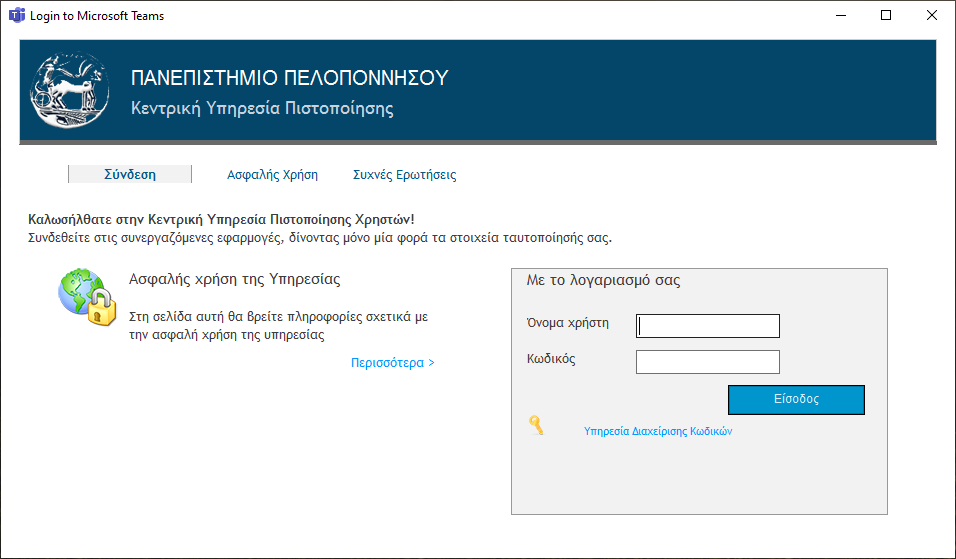 Login to Microsoft Teams
ΠΑΝΕΠΙΣΤΗΜΙΟ ΠΕΛΟΠΟΝΝΗΣΟΥ
Κεντρική Υπηρεσία Πιστοποίησης
Σύνδεση Ασφαλής Χρήση Συχνές Ερωτήσεις
Καλωσήλθατε στην Κεντρική Υπηρεσία Πιστοποίησης Χρηστών!
Συνδεθείτε στις συνεργαζόμενες εφαρμογές, δίνοντας μόνο μία φορά τα στοιχεία ταυτοποίησής σας.
Ασφαλής χρήση της Υπηρεσίας
Στη σελίδα αυτή θα βρείτε πληροφορίες σχετικά με
την ασφαλή χρήση της υπηρεσίας
Περισσότερα >
Με το λογαριασμό σας
Όνομα χρήστη
Κωδικός
Είσοδος
Υπηρεσία Διαχείρισης Κωδικών